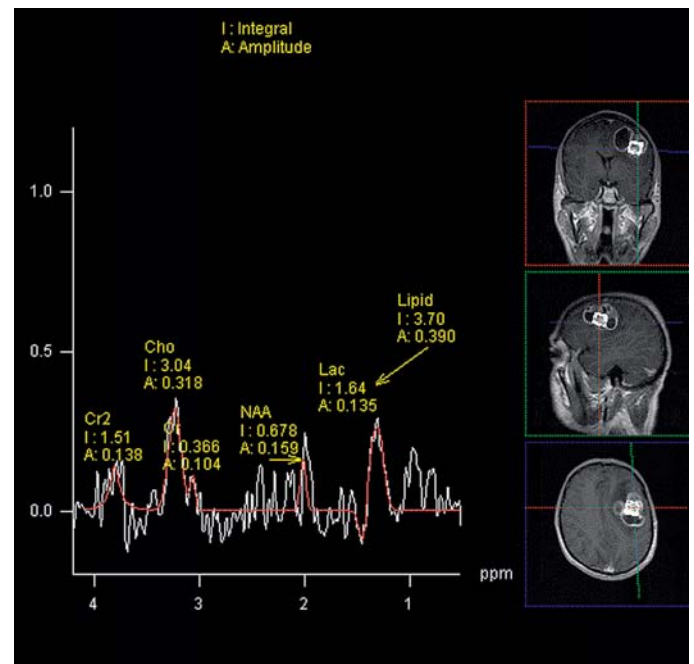 I : Integral
A: Amplitude
1.0
0.5
0.0
Cr2
I : 1.51
A: 0.138
Cho
I : 3.04
A: 0.318
0.366
A: 0.104
NAA
I : 0.678
A: 0.159
Lac
I : 1.64
A: 0.135
Lipid
I : 3.70
A: 0.390
ppm
4 3 2 1